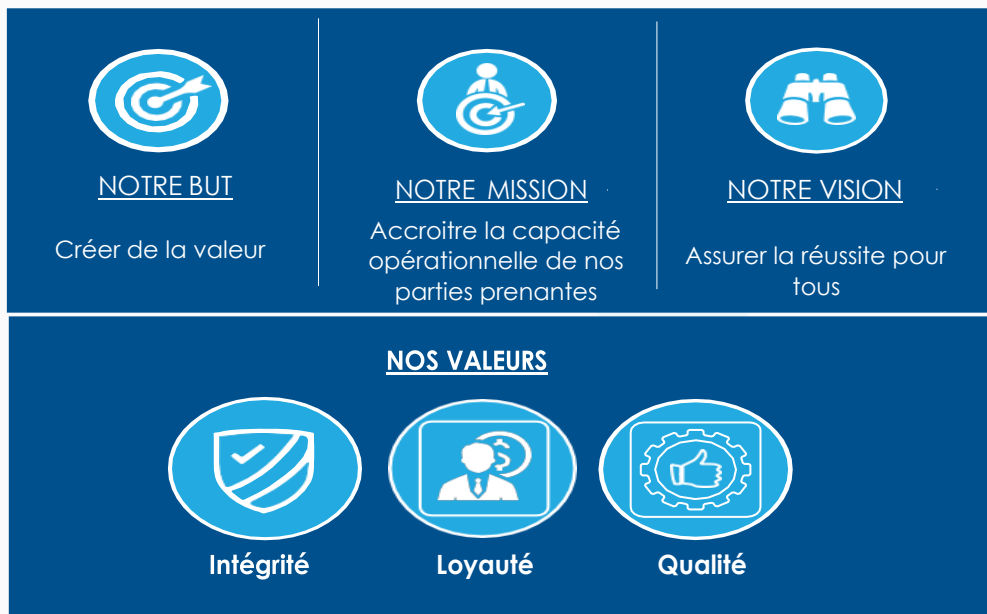 NOTRE BUT
Créer de la valeur
NOTRE MISSION
Accroitre la capacité
opérationnelle de nos
parties prenantes
NOTRE VISION
Assurer la réussite pour
tous
NOS VALEURS
Intégrité
Loyauté
Qualité